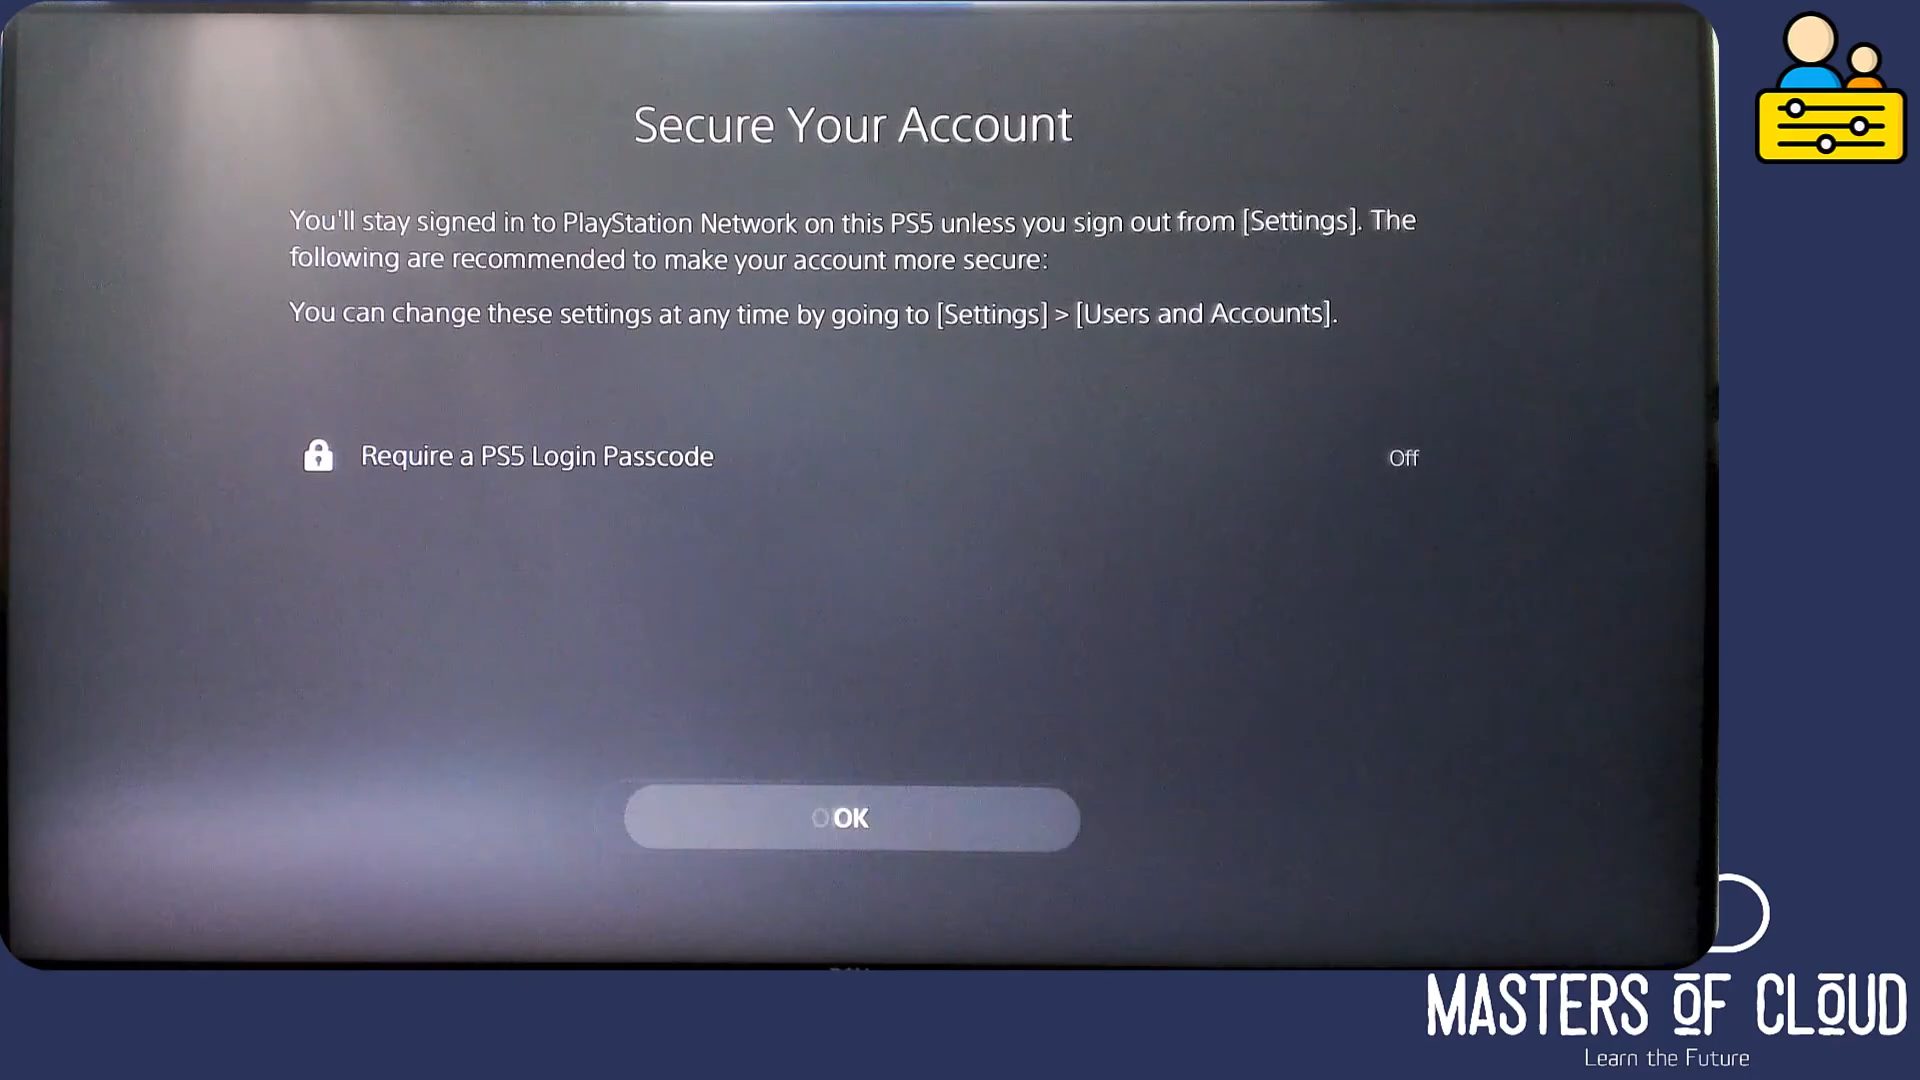 Secure Your Account
You'll stay signed in to PlayStation Network on this PS5 unless you sign out from [Settings]. The
following are recommended to make your account more secure:
You can change these settings at any time by going to [Settings] > [Users and Accounts].
Require a PS5 Login Passcode
Off
OK
MASTERS OF CLOUD
Learn the Future